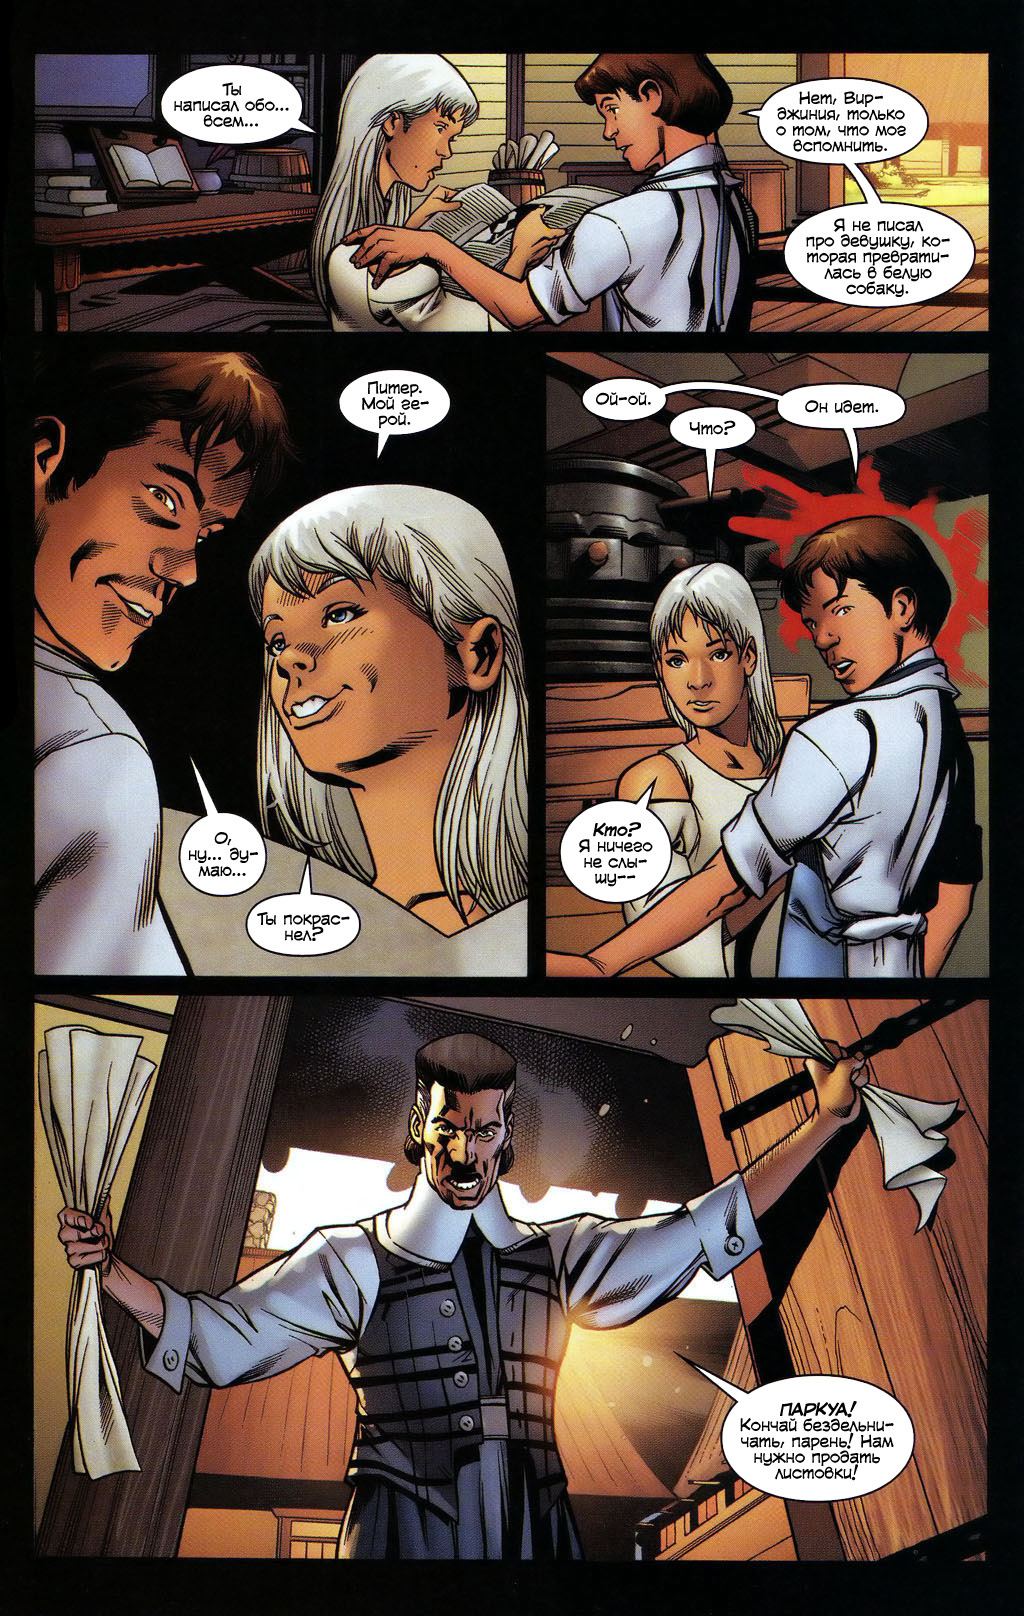 Ты
написал обо...
всем...
Нет, Вир-
джиния, только
о том, что мог
вспомнить.
Я не писал
про девушку, ко-
торая преврати-
лась в белую
собаку.
Питер.
Мой ге-
рой.
О,
ну... ду-
маю...
Ты покрас-
нел?
Ой-ой.
Что?
Он идет.
Кто?
Я ничего
не слы-
шу--
ПАРКУА!
Кончай бездельни-
чать, парень! Нам
нужно продать
листовки!